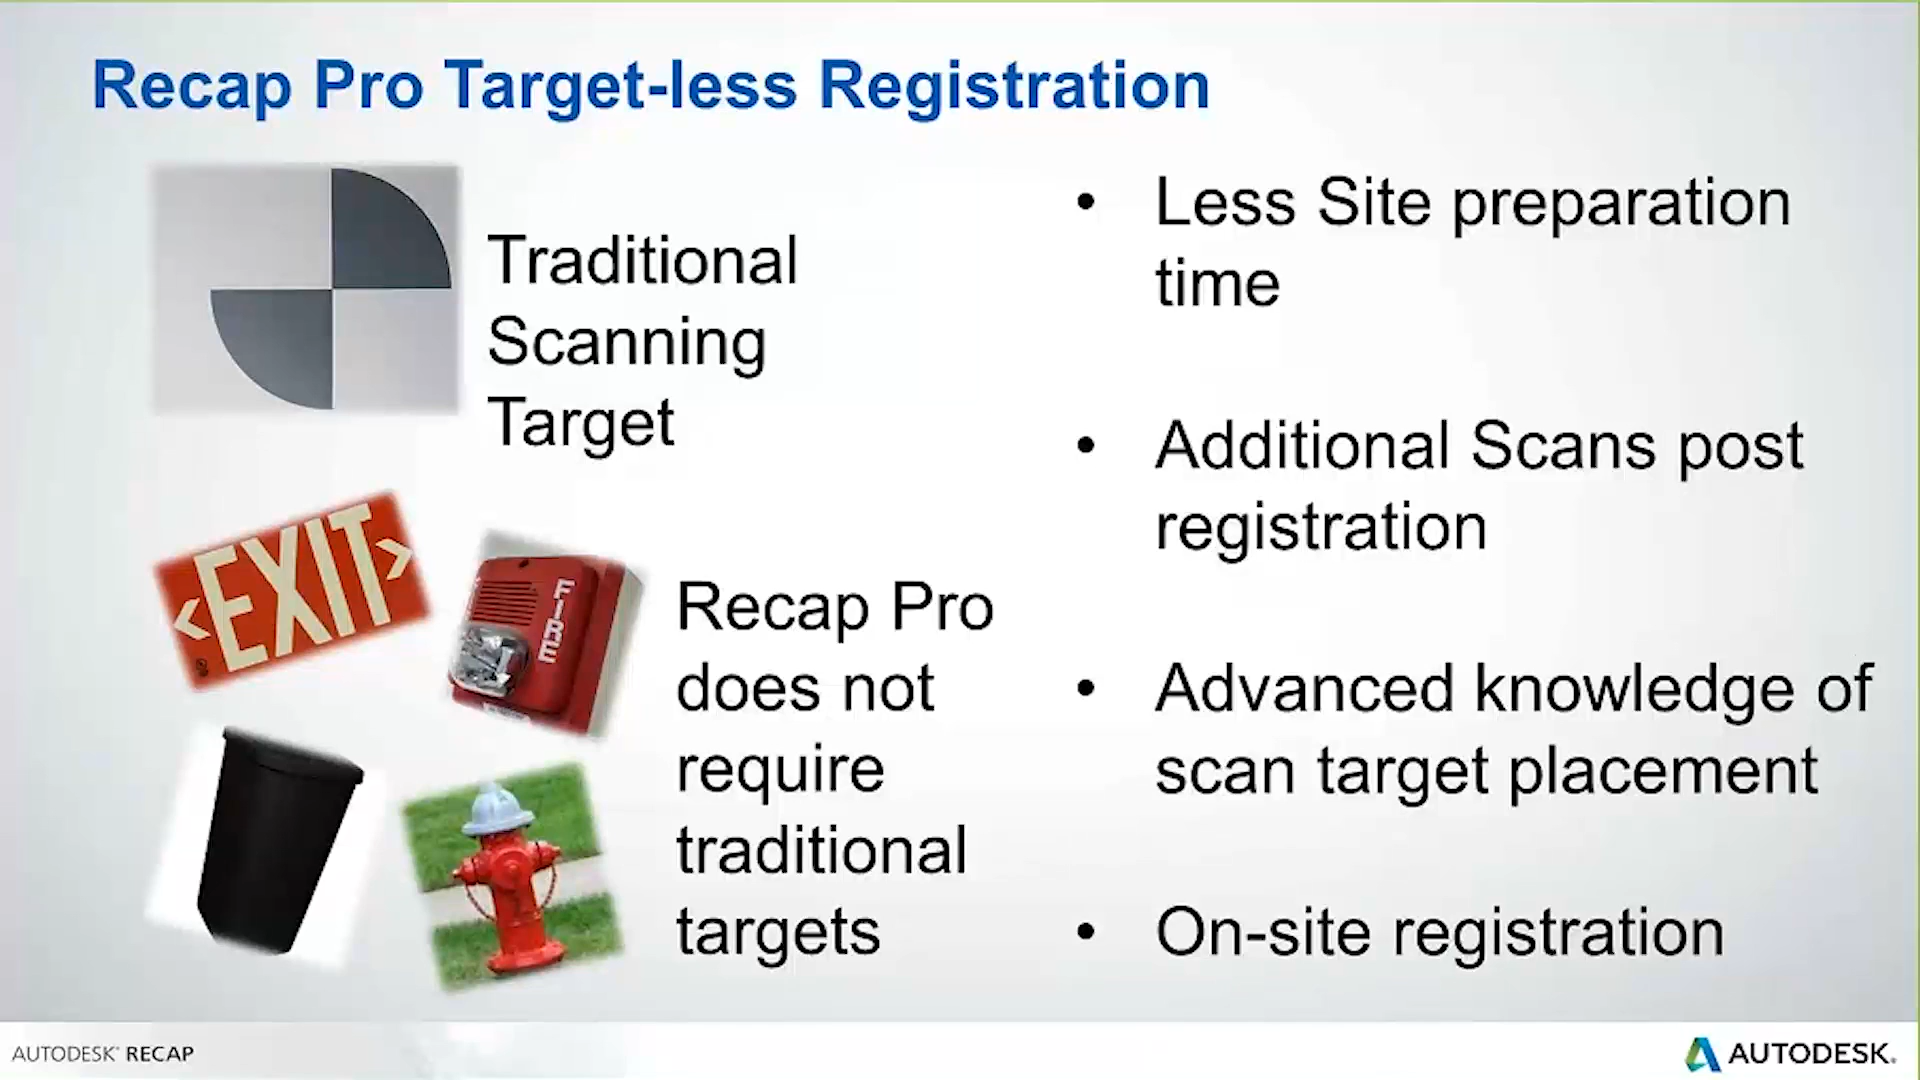 Recap Pro Target-less Registration
Traditional
Scanning
Target
<EXIT>
FIRE
Recap Pro
does not
require
traditional
targets
• Less Site preparation
time
• Additional Scans post
registration
• Advanced knowledge of
scan target placement
• On-site registration
AUTODESK® RECAP
AUTODESK.